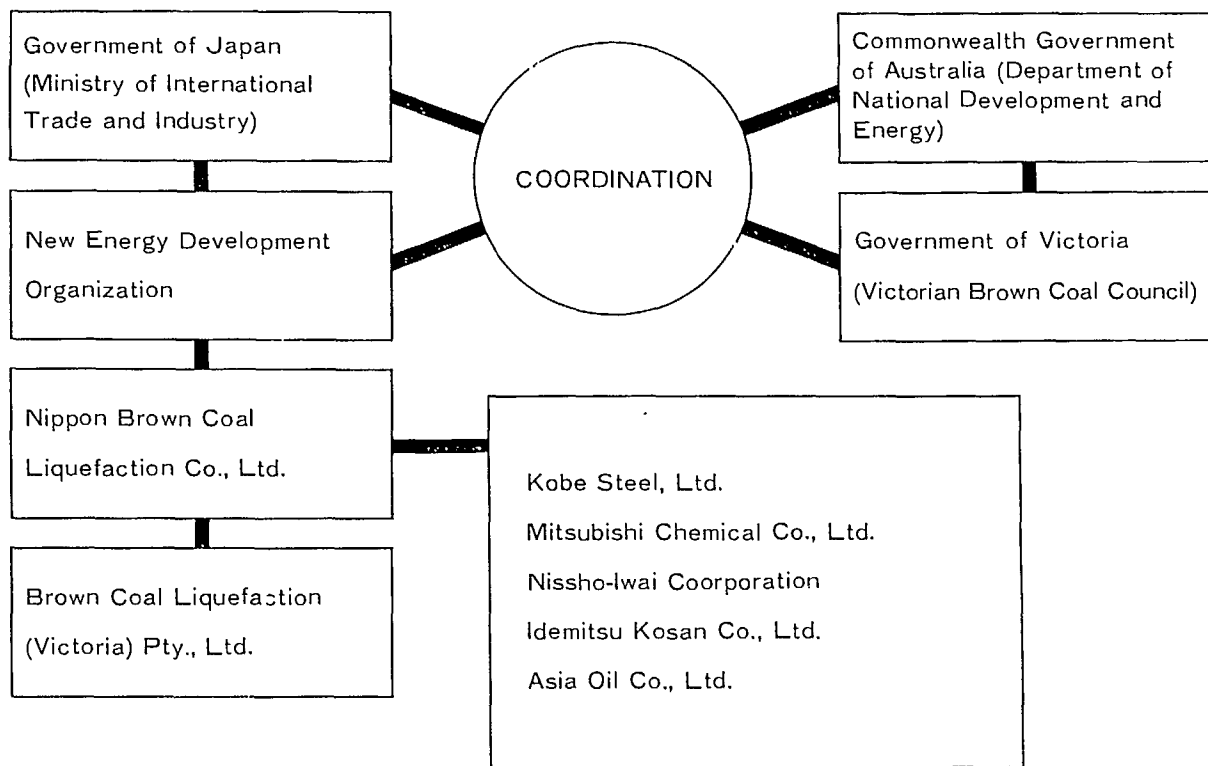 Government of Japan
(Ministry of International
Trade and Industry)
New Energy Development
Organization
Nippon Brown Coal
Liquefaction Co., Ltd.
Brown Coal Liquefaction
(Victoria) Pty., Ltd.
COORDINATION
Commonwealth Government
of Australia (Department of
National Development and
Energy)
Government of Victoria
(Victorian Brown Coal Council)
Kobe Steel, Ltd.
Mitsubishi Chemical Co., Ltd.
Nissho-Iwai Coorporation
Idemitsu Kosan Co., Ltd.
Asia Oil Co., Ltd.